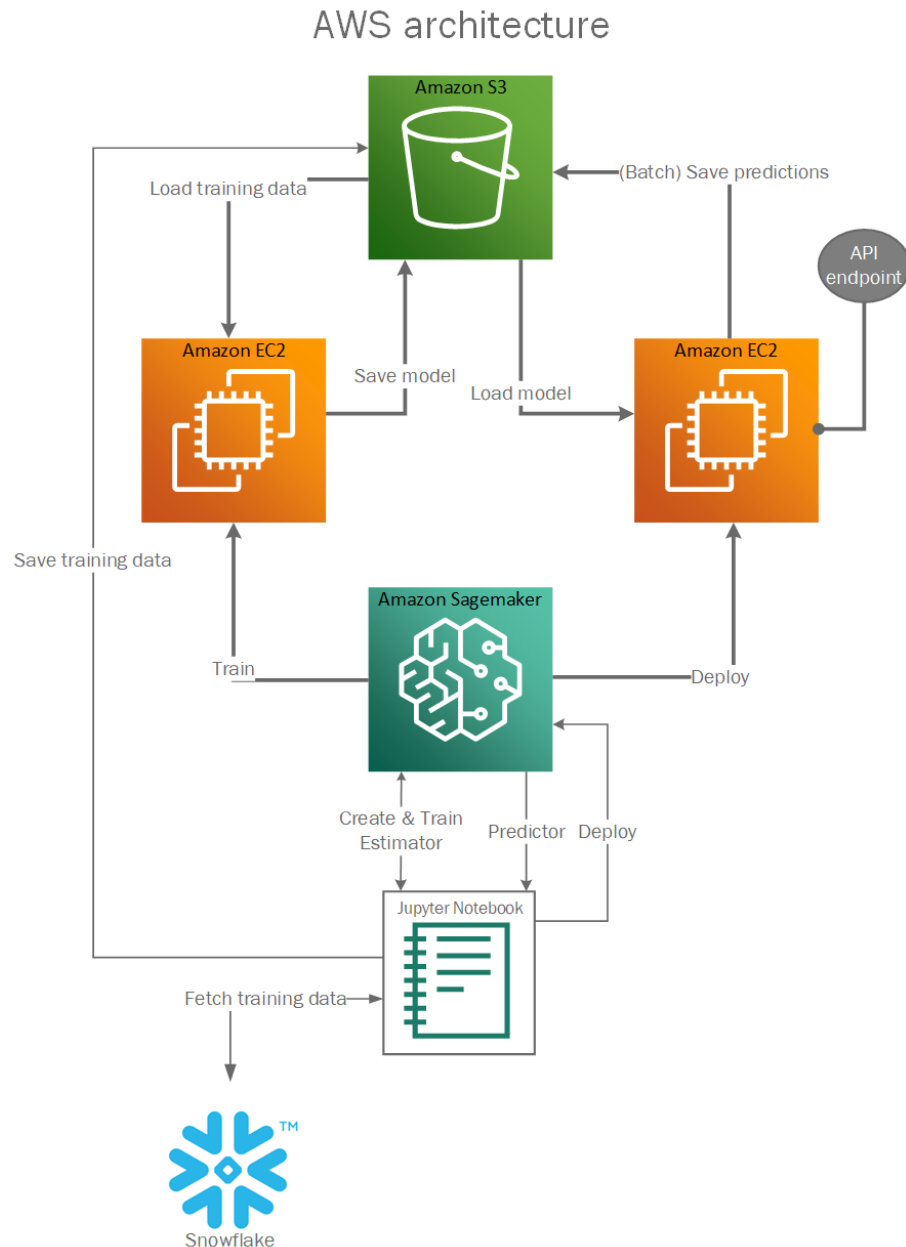 AWS architecture
Amazon S3
Load training data
(Batch) Save predictions
API
endpoint
Amazon EC2
Amazon EC2
Save model
Load model
Save training data
Amazon Sagemaker
Train
Deploy
Create & Train
Estimator
Predictor
Deploy
Jupyter Notebook
Fetch training data
TM
Snowflake